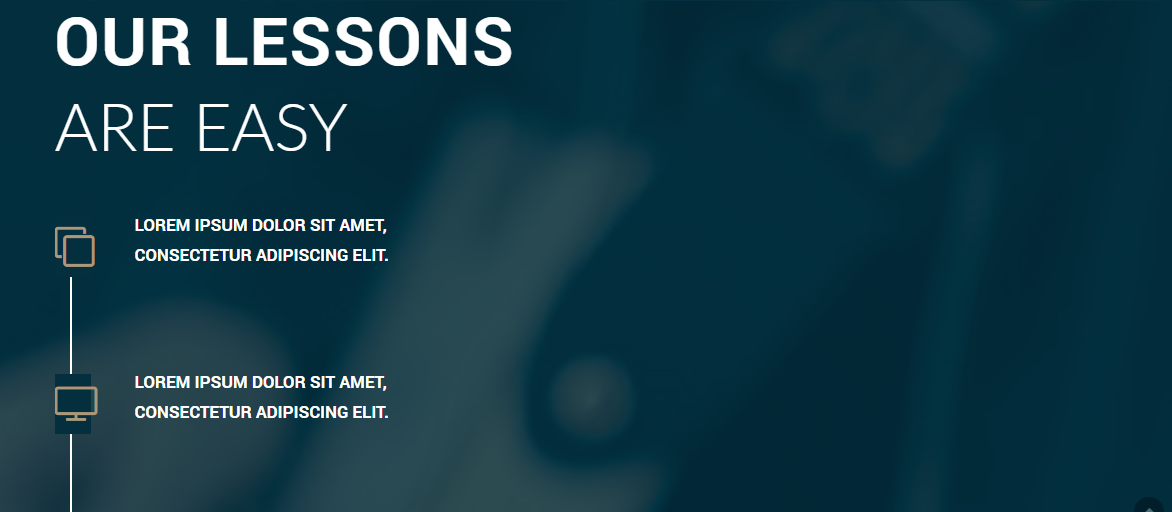 OUR LESSONS
ARE EASY
LOREM IPSUM DOLOR SIT AMET,
CONSECTETUR ADIPISCING ELIT.
LOREM IPSUM DOLOR SIT AMET,
CONSECTETUR ADIPISCING ELIT.